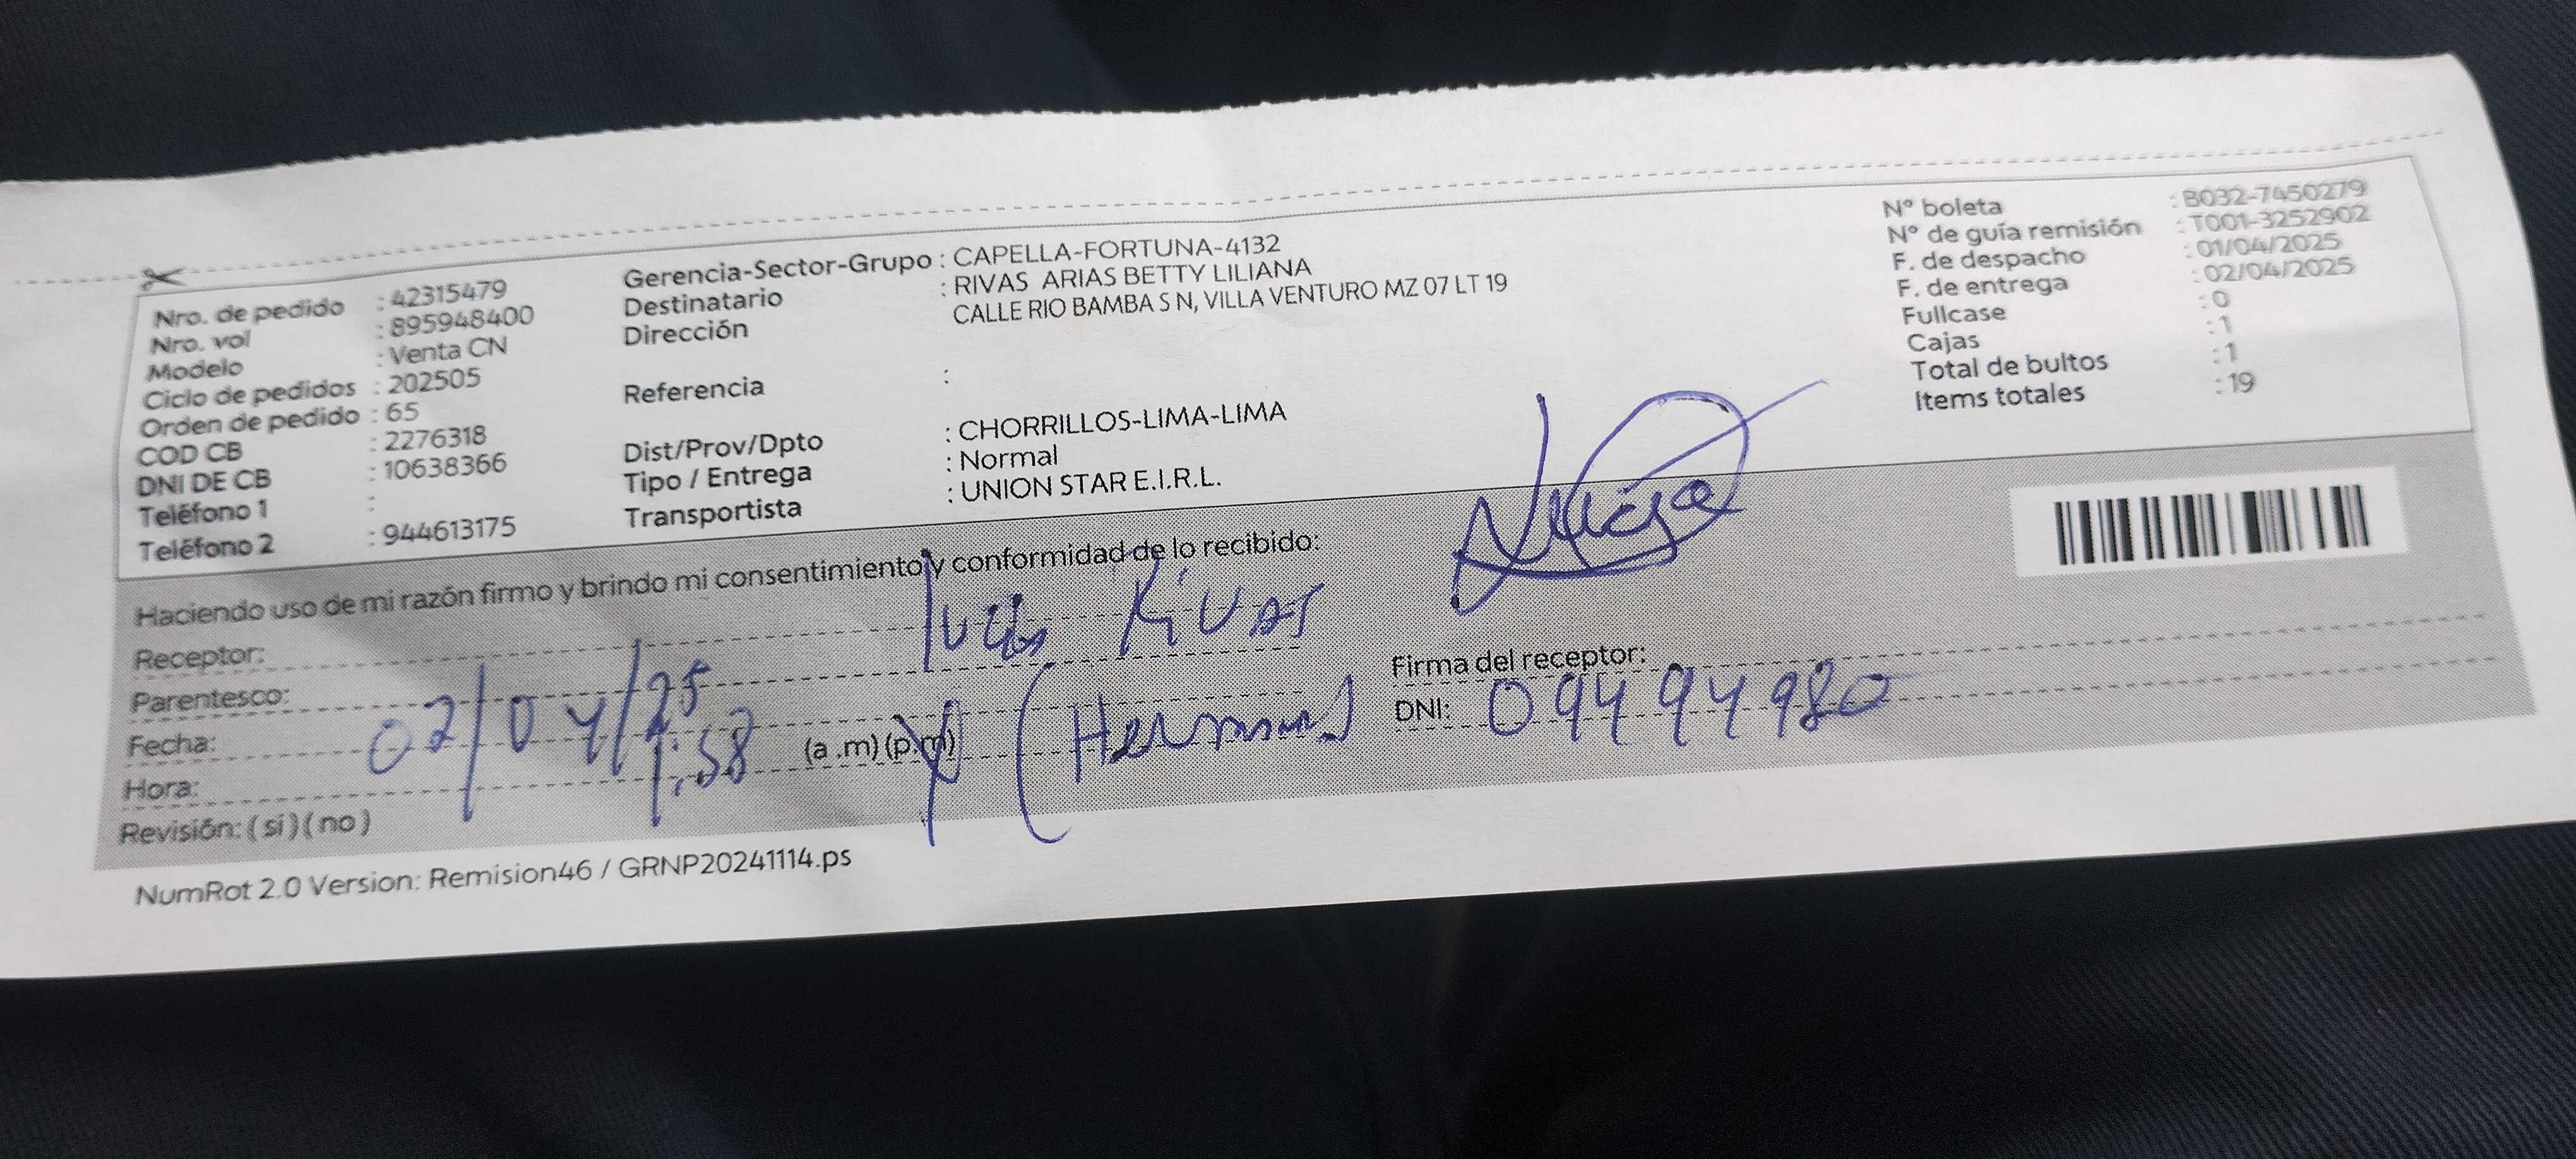 Nro. de pedido : 42315479
Nro. vol : 895948400
Modelo : Venta CN
Ciclo de pedidos : 202505
Orden de pedido : 65
COD CB : 2276318
DNI DE CB : 10638366
Teléfono 1 :
Teléfono 2 : 944613175
Gerencia-Sector-Grupo : CAPELLA-FORTUNA-4132
Destinatario : RIVAS ARIAS BETTY LILIANA
Dirección CALLE RIO BAMBA S N, VILLA VENTURO MZ 07 LT 19
Referencia :
Dist/Prov/Dpto : CHORRILLOS-LIMA-LIMA
Tipo / Entrega : Normal
Transportista : UNION STAR E.I.R.L.
N° boleta : B032-7450279
N° de guía remisión : T001-3252902
F. de despacho : 01/04/2025
F. de entrega : 02/04/2025
Fullcase : 0
Cajas : 1
Total de bultos : 1
Items totales : 19
Haciendo uso de mi razón firmo y brindo mi consentimiento y conformidad de lo recibido:
Receptor: Rivas
Parentesco:
Fecha: 02/04/25
Hora: 1:58 (a .m) (p.m)
Revisión: ( si ) ( no )
Firma del receptor:
DNI: 09494980
NumRot 2.0 Version: Remision46 / GRNP20241114.ps